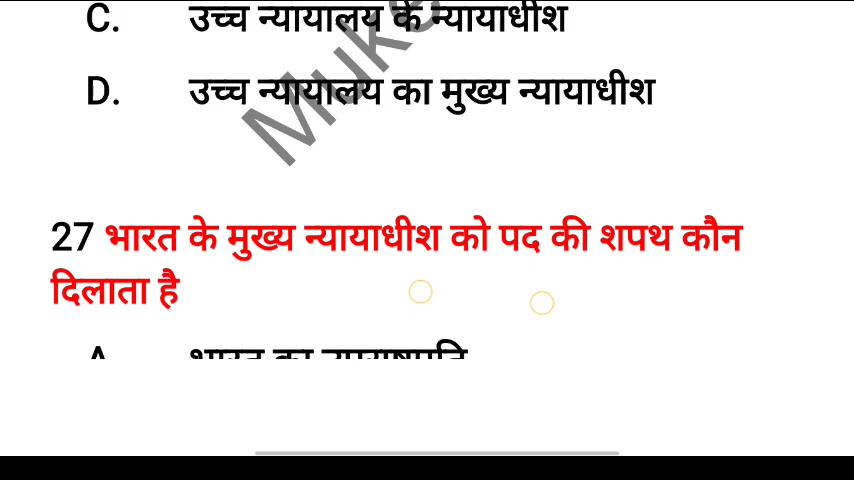 C. उच्च न्यायालय के न्यायाधीश
D. उच्च न्यायालय का मुख्य न्यायाधीश
27 भारत के मुख्य न्यायाधीश को पद की शपथ कौन
दिलाता है